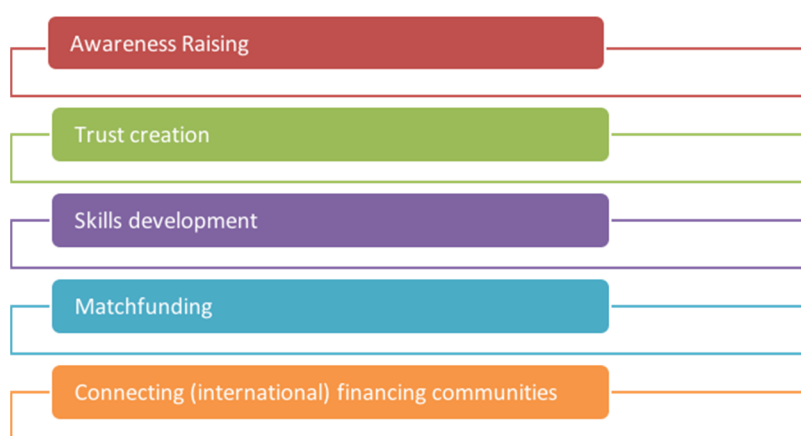 Awareness Raising
Trust creation
Skills development
Matchfunding
Connecting (international) financing communities